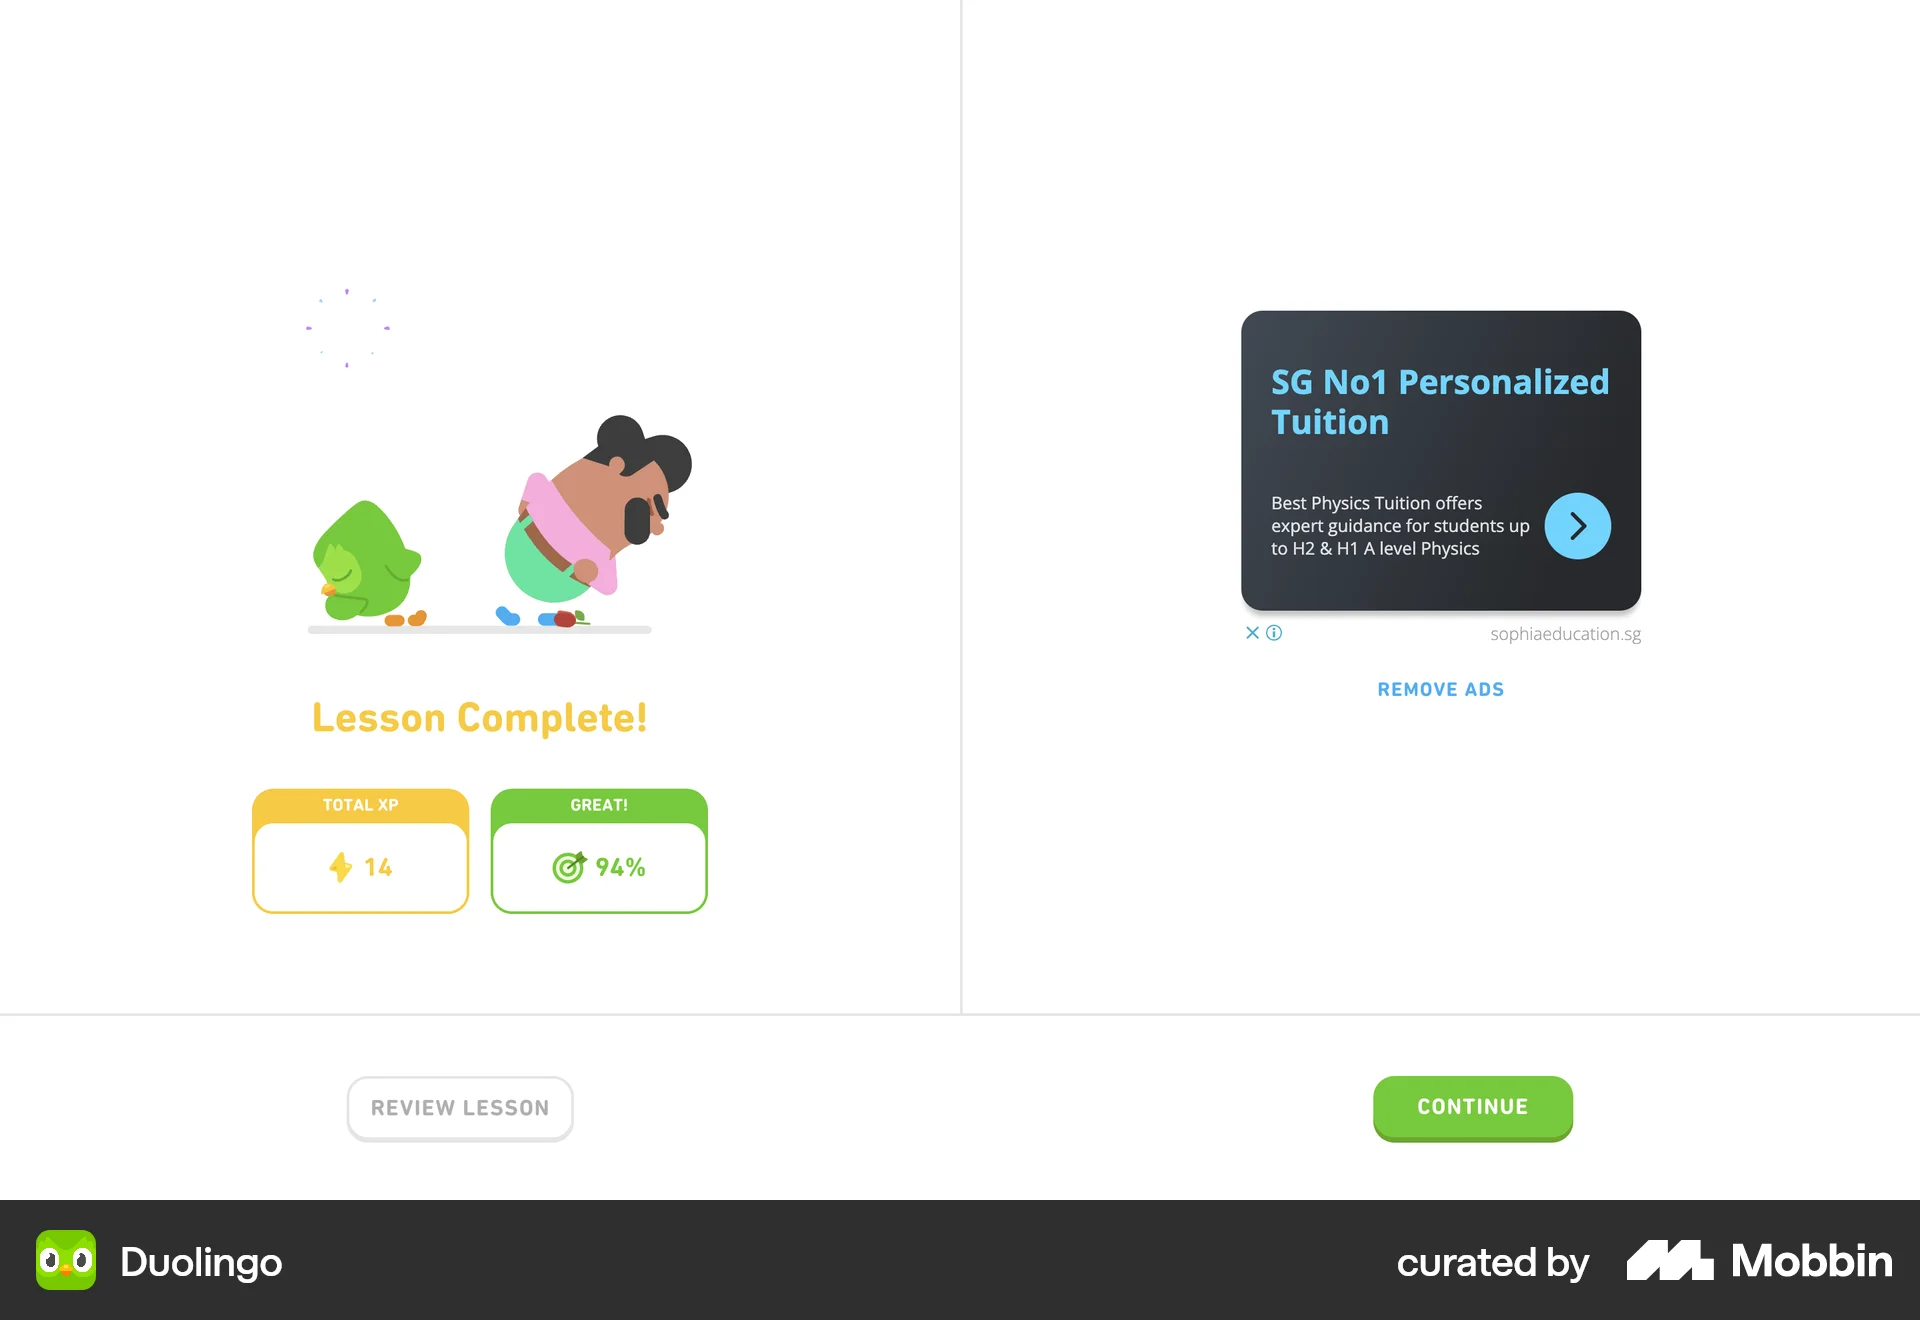 Lesson Complete!
TOTAL XP
14
GREAT!
94%
SG No1 Personalized
Tuition
Best Physics Tuition offers
expert guidance for students up
to H2 & H1 A level Physics
sophiaeducation.sg
REMOVE ADS
REVIEW LESSON
CONTINUE
Duolingo
curated by
Mobbin